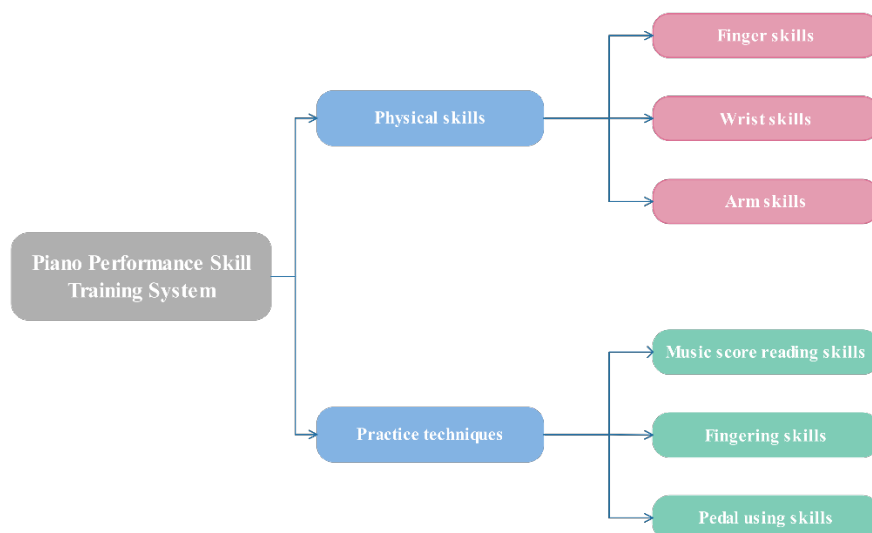 Finger skills
Physical skills
Wrist skills
Arm skills
Piano Performance Skill
Training System
Music score reading skills
Practice techniques
Fingering skills
Pedal using skills